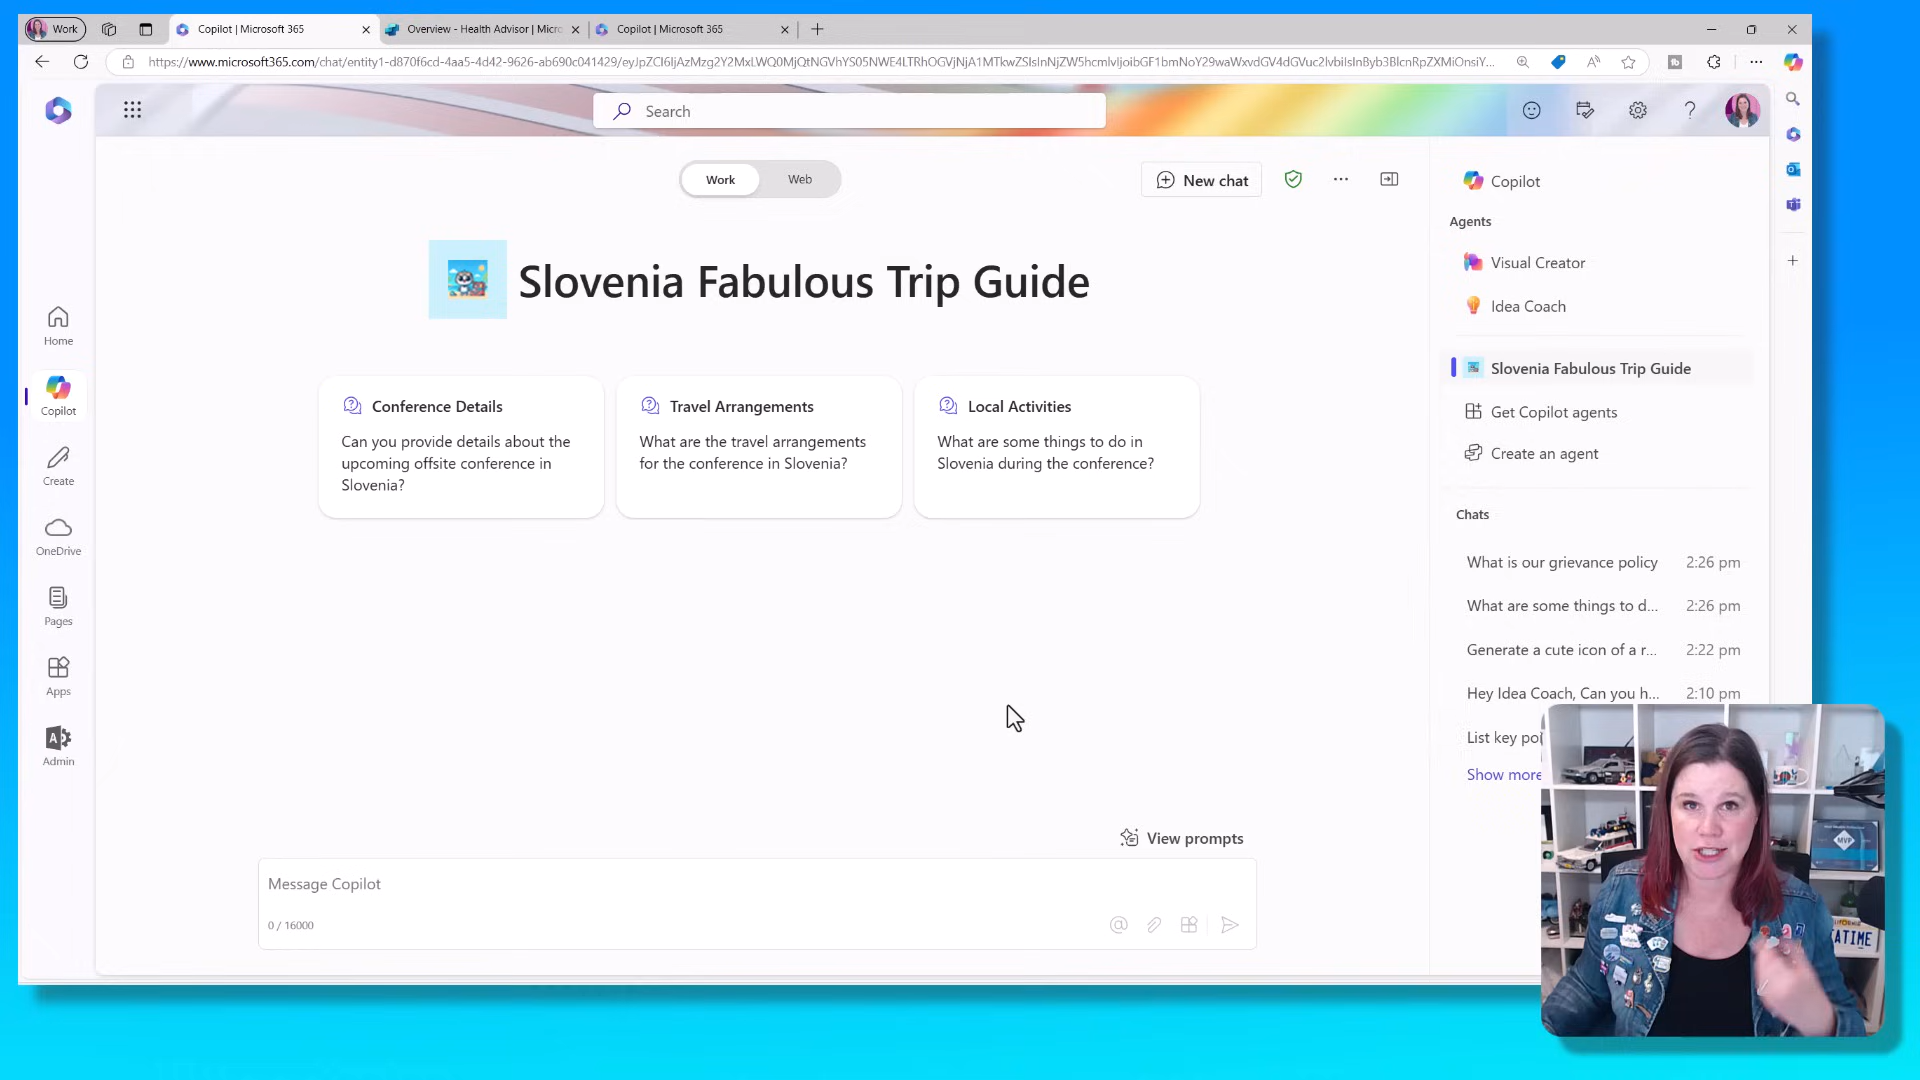 Work
Copilot | Microsoft 365
Overview - Health Advisor | Micro
Copilot | Microsoft 365
Search
Work
Web
New chat
Slovenia Fabulous Trip Guide
Conference Details
Can you provide details about the
upcoming offsite conference in
Slovenia?
Travel Arrangements
What are the travel arrangements
for the conference in Slovenia?
Local Activities
What are some things to do in
Slovenia during the conference?
View prompts
Message Copilot
0 / 16000
Home
Copilot
Create
OneDrive
Pages
Apps
Admin
Copilot
Agents
Visual Creator
Idea Coach
Slovenia Fabulous Trip Guide
Get Copilot agents
Create an agent
Chats
What is our grievance policy 2:26 pm
What are some things to d... 2:26 pm
Generate a cute icon of a r... 2:22 pm
Hey Idea Coach, Can you h... 2:10 pm
List key poi
Show more
MVP